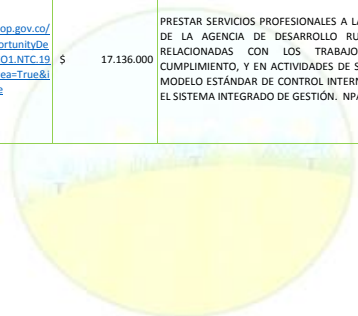 op.gov.co/
ortunityDe
O1.NTC.19
ea=True&i
e
$ 17.136.000
PRESTAR SERVICIOS PROFESIONALES A LA
DE LA AGENCIA DE DESARROLLO RU
RELACIONADAS CON LOS TRABAJO
CUMPLIMIENTO, Y EN ACTIVIDADES DE S
MODELO ESTÁNDAR DE CONTROL INTERN
EL SISTEMA INTEGRADO DE GESTIÓN. NPA